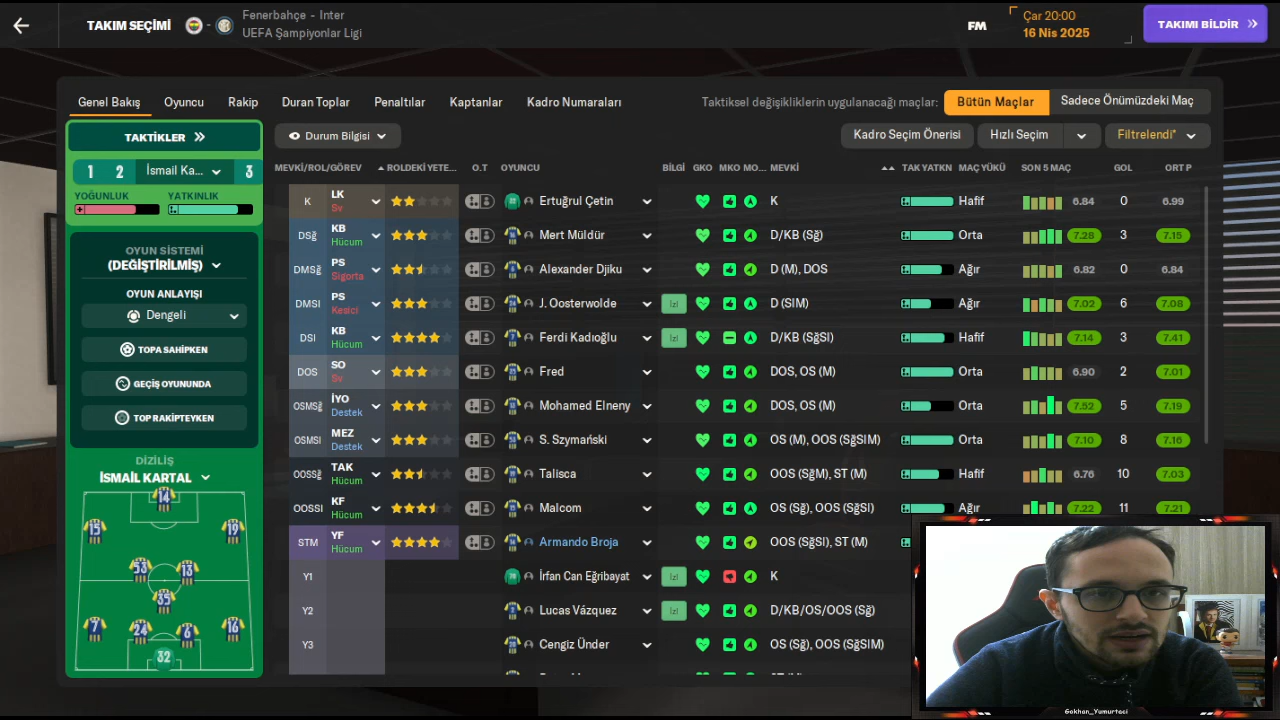 TAKIM SEÇİMİ
Fenerbahçe - Inter
UEFA Şampiyonlar Ligi
FM
Çar 20:00
16 Nis 2025
TAKIMI BİLDİR
Genel Bakış Oyuncu Rakip Duran Toplar Penaltılar Kaptanlar Kadro Numaraları
Taktiksel değişikliklerin uygulanacağı maçlar: Bütün Maçlar Sadece Önümüzdeki Maç
TAKTİKLER
1 2 İsmail Ka... 3
YOĞUNLUK YATKINLIK
OYUN SİSTEMİ
(DEĞİŞTİRİLMİŞ)
OYUN ANLAYIŞI
Dengeli
TOPA SAHİPKEN
GEÇİŞ OYUNUNDA
TOP RAKİPTEYKEN
DİZİLİŞ
İSMAİL KARTAL
14
15 19
53 13
35
7 24 6 16
32
Durum Bilgisi
Kadro Seçim Önerisi Hızlı Seçim Filtrelendi*
MEVKİ/ROL/GÖREV ROLDEKİ YETE... O.T OYUNCU BİLGİ GKO MKO MO... MEVKİ TAK YATKN MAÇ YÜKÜ SON 5 MAÇ GOL ORT P
K LK Sv Ertuğrul Çetin K Hafif 6.84 0 6.99
DSğ KB Hücum Mert Müldür D/KB (Sğ) Orta 7.28 3 7.15
DMSğ PS Sigorta Alexander Djiku D (M), DOS Ağır 6.82 0 6.84
DMSI PS Kesici J. Oosterwolde İzl D (SIM) Ağır 7.02 6 7.08
DSI KB Hücum Ferdi Kadıoğlu İzl D/KB (SğSI) Hafif 7.14 3 7.41
DOS SO Sv Fred DOS, OS (M) Orta 6.90 2 7.01
OSMSğ İYO Destek Mohamed Elneny DOS, OS (M) Orta 7.52 5 7.19
OSMSI MEZ Destek S. Szymański OS (M), OOS (SğSIM) Orta 7.10 8 7.16
OOSSğ TAK Hücum Talisca OOS (SğM), ST (M) Hafif 6.76 10 7.03
OOSSI KF Hücum Malcom OS (Sğ), OOS (SğSI) Ağır 7.22 11 7.21
STM YF Hücum Armando Broja OOS (SğSI), ST (M)
Y1 İrfan Can Eğribayat İzl K
Y2 Lucas Vázquez İzl D/KB/OS/OOS (Sğ)
Y3 Cengiz Ünder OS (Sğ), OOS (SğSIM)
Gokhan_Yumurtaci